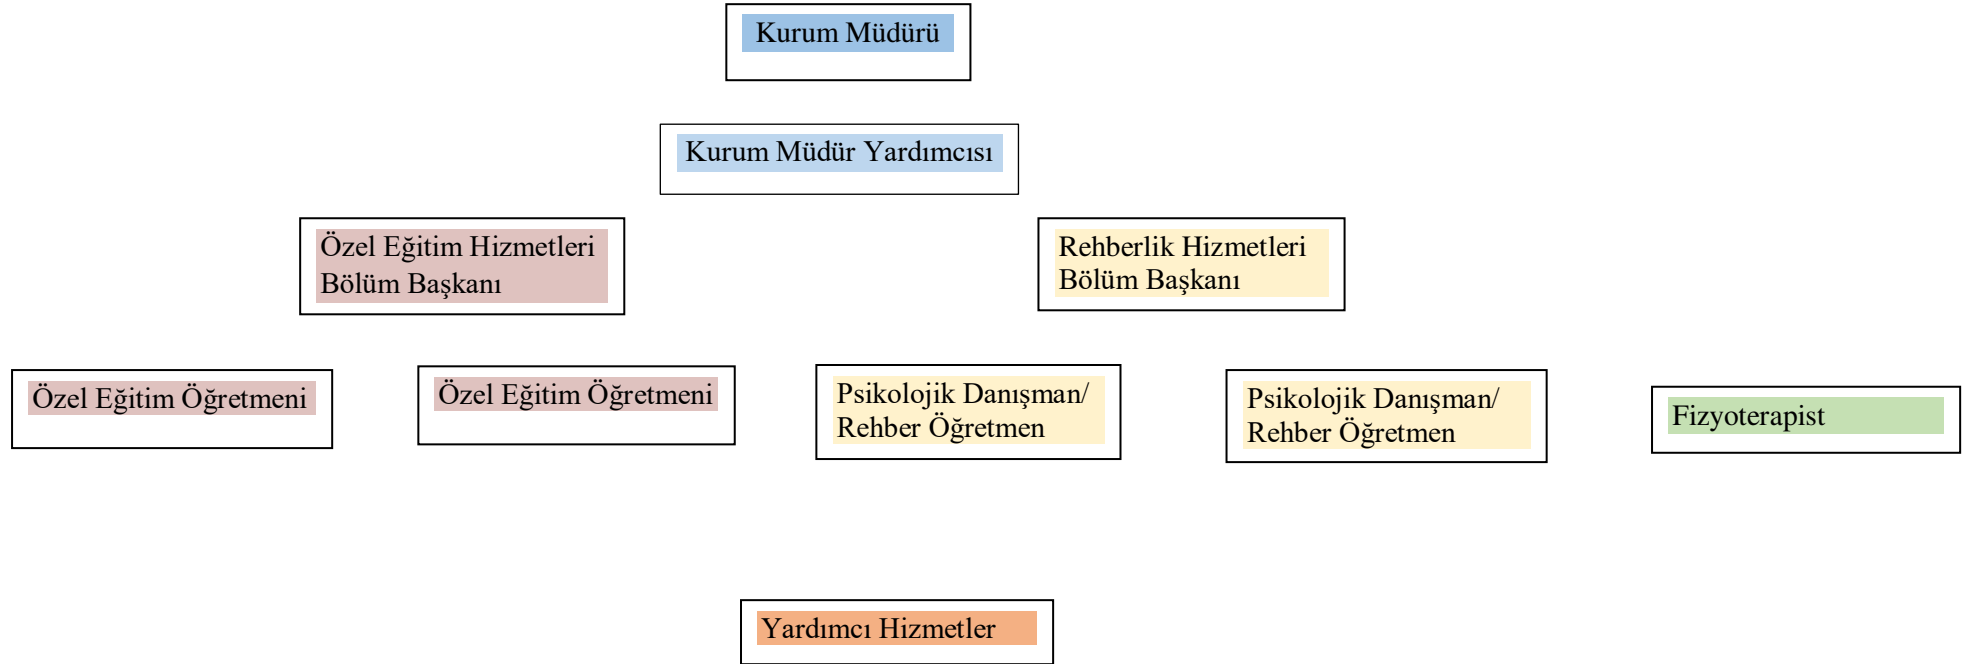 Kurum Müdürü
Kurum Müdür Yardımcısı
Özel Eğitim Hizmetleri
Bölüm Başkanı
Rehberlik Hizmetleri
Bölüm Başkanı
Özel Eğitim Öğretmeni
Özel Eğitim Öğretmeni
Psikolojik Danışman/
Rehber Öğretmen
Psikolojik Danışman/
Rehber Öğretmen
Fizyoterapist
Yardımcı Hizmetler